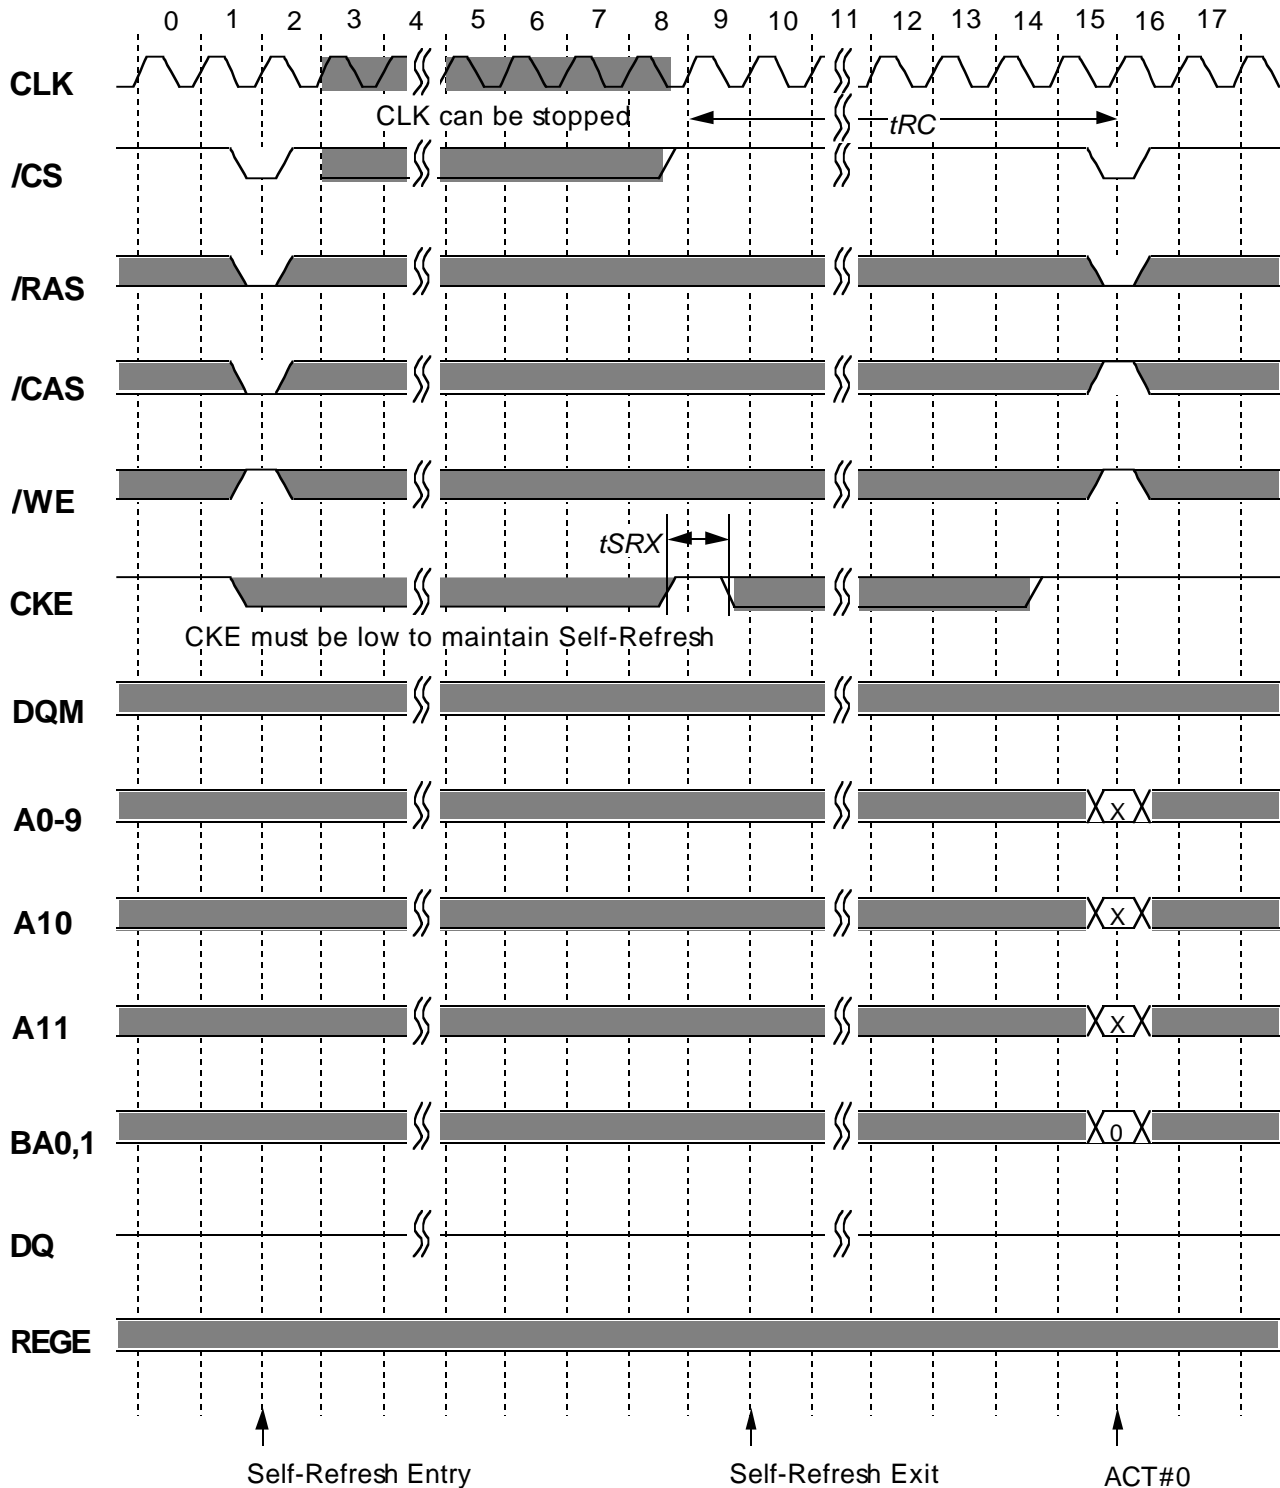 0 1 2 3 4 5 6 7 8 9 10 11 12 13 14 15 16 17
CLK
CLK can be stopped
tRC
/CS
/RAS
/CAS
/WE
tSRX
CKE
CKE must be low to maintain Self-Refresh
DQM
A0-9
X
A10
X
A11
X
BA0,1
0
DQ
REGE
Self-Refresh Entry
Self-Refresh Exit
ACT#0